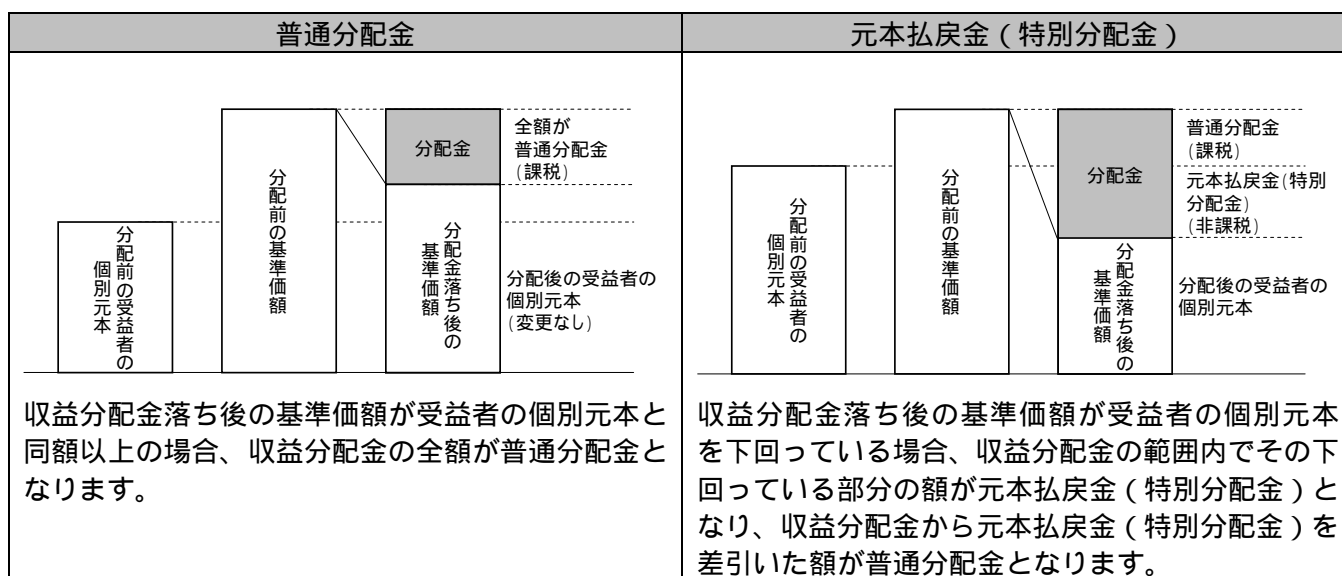 普通分配金
分配前の受益者の
個別元本
分配前の基準価額
分配金
分配金落ち後の
基準価額
全額が
普通分配金
(課税)
分配後の受益者の
個別元本
(変更なし)
収益分配金落ち後の基準価額が受益者の個別元本と
同額以上の場合、収益分配金の全額が普通分配金と
なります。
元本払戻金（特別分配金）
分配前の受益者の
個別元本
分配前の基準価額
分配金
分配金落ち後の
基準価額
普通分配金
(課税)
元本払戻金(特別
分配金)
(非課税)
分配後の受益者の
個別元本
収益分配金落ち後の基準価額が受益者の個別元本
を下回っている場合、収益分配金の範囲内でその下
回っている部分の額が元本払戻金（特別分配金）と
なり、収益分配金から元本払戻金（特別分配金）を
差引いた額が普通分配金となります。